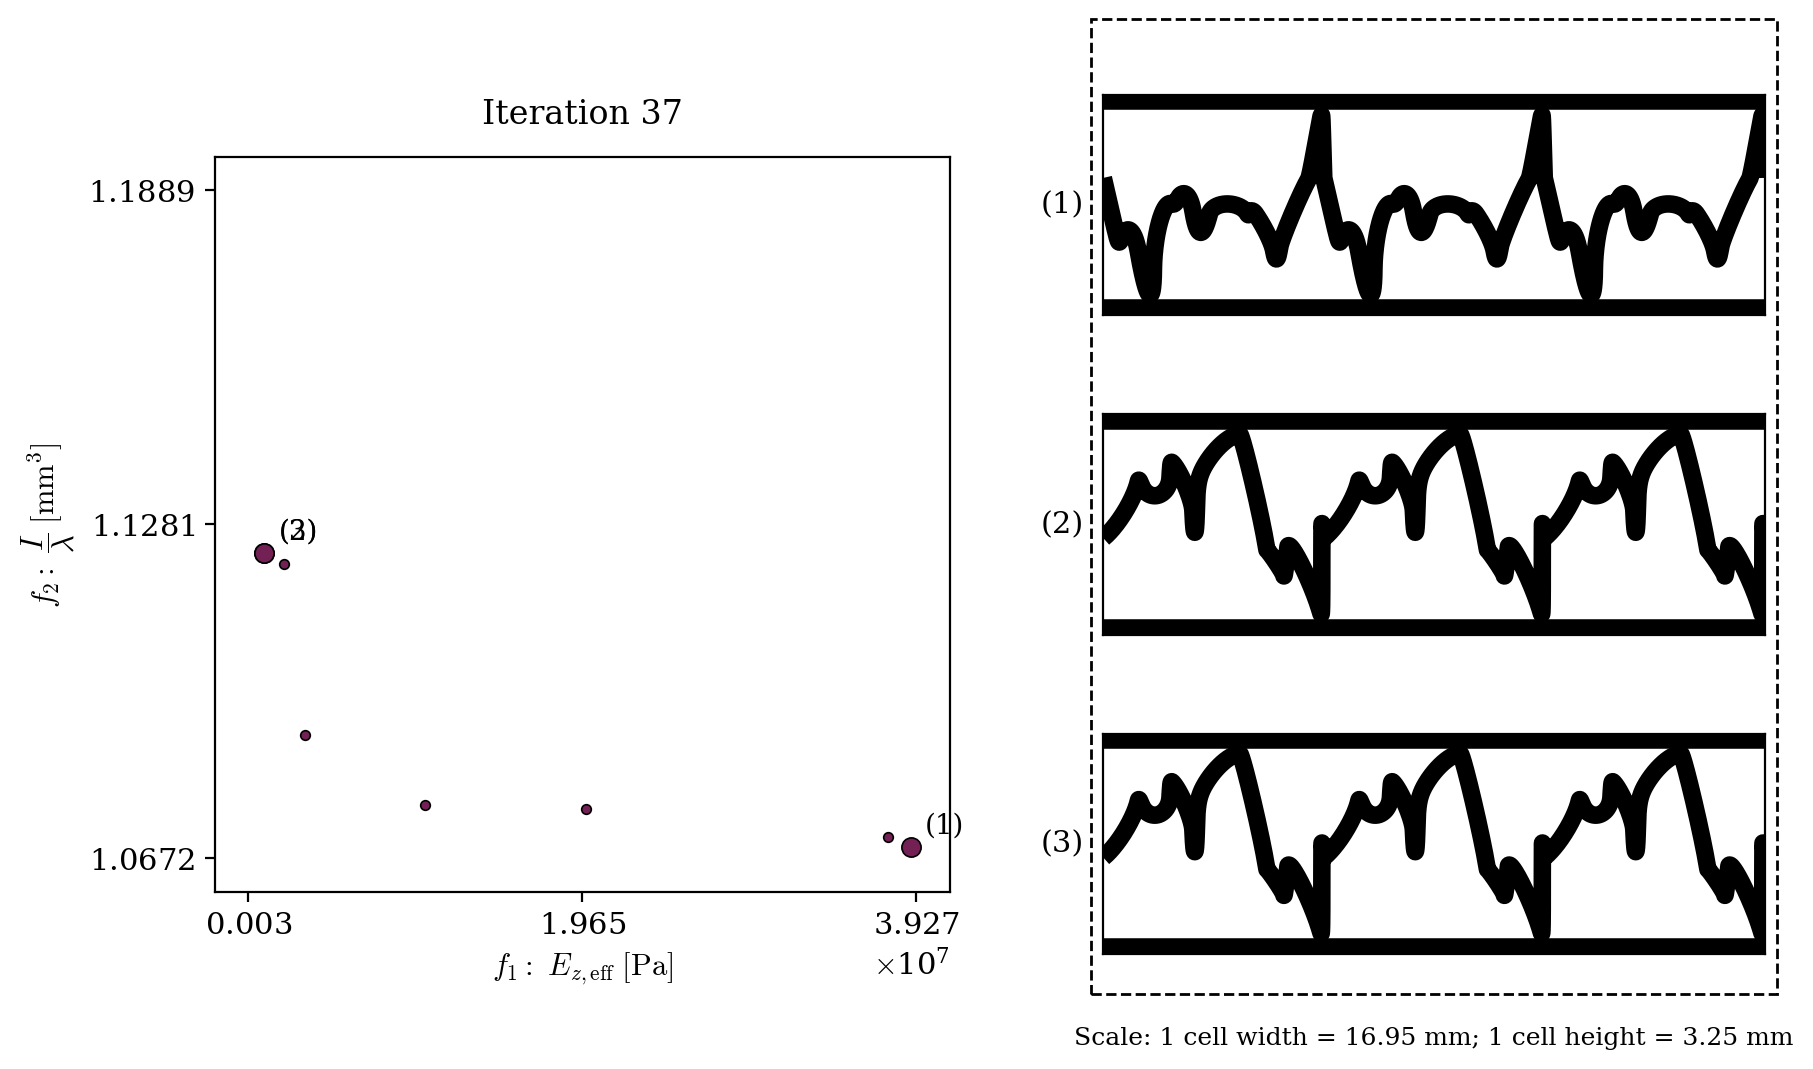 Iteration 37
1.1889
1.1281
1.0672
f₂ : I/λ [mm³]
(3)
(1)
0.003 1.965 3.927
×10⁷
f₁ : E_z,eff [Pa]
(1)
(2)
(3)
Scale: 1 cell width = 16.95 mm; 1 cell height = 3.25 mm